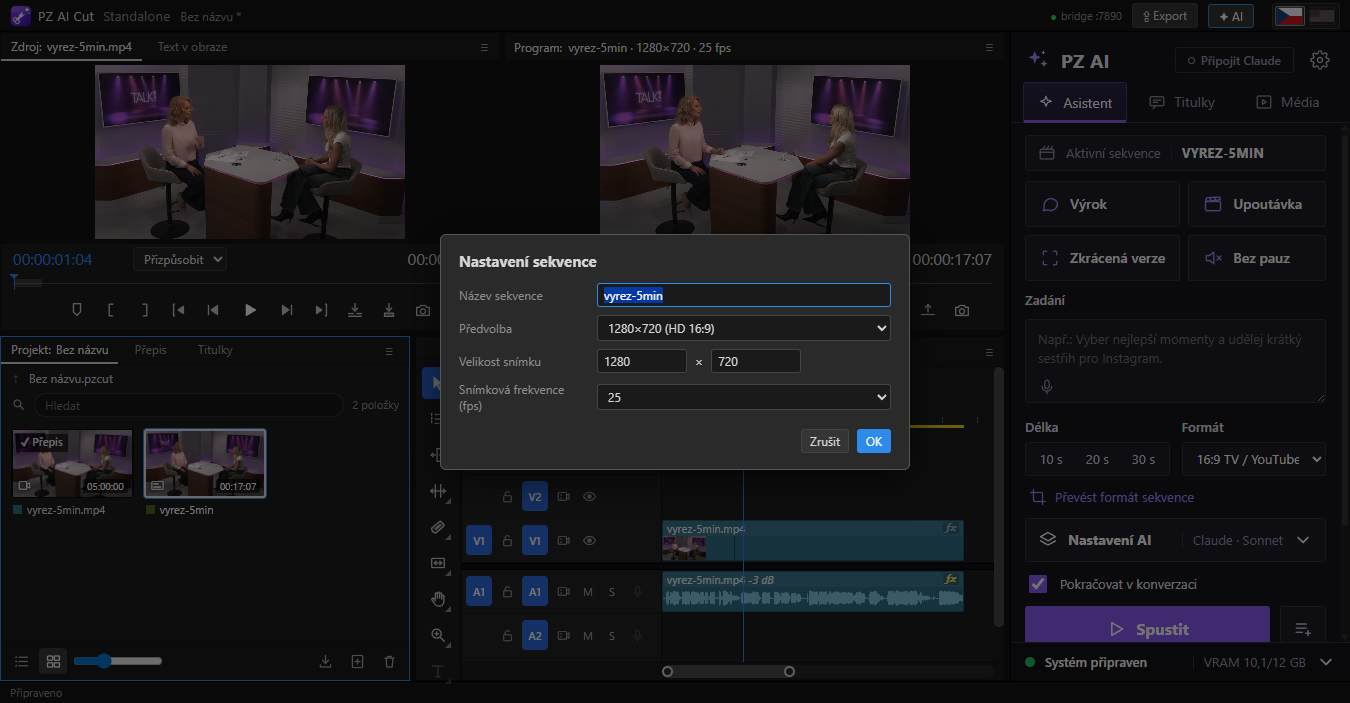 PZ AI Cut Standalone Bez názvu *
bridge :7890 Export AI
Zdroj: vyrez-5min.mp4 Text v obraze
Program: vyrez-5min · 1280×720 · 25 fps
TALK!
TALK!
00:00:01:04 Přizpůsobit 00:00
00:00:17:07
Projekt: Bez názvu Přepis Titulky
Bez názvu.pzcut
Hledat 2 položky
Přepis
05:00:00
00:17:07
vyrez-5min.mp4 vyrez-5min
Nastavení sekvence
Název sekvence vyrez-5min
Předvolba 1280×720 (HD 16:9)
Velikost snímku 1280 × 720
Snímková frekvence
(fps) 25
Zrušit OK
V2
V1 V1 vyrez-5min.mp4 fx
A1 A1 M S vyrez-5min.mp4 -3 dB fx
A2 M S
PZ AI Připojit Claude
Asistent Titulky Média
Aktivní sekvence VYREZ-5MIN
Výrok Upoutávka
Zkrácená verze Bez pauz
Zadání
Např.: Vyber nejlepší momenty a udělej krátký
sestřih pro Instagram.
Délka Formát
10 s 20 s 30 s 16:9 TV / YouTube
Převést formát sekvence
Nastavení AI Claude · Sonnet
Pokračovat v konverzaci
Spustit
Systém připraven VRAM 10,1/12 GB
Připraveno